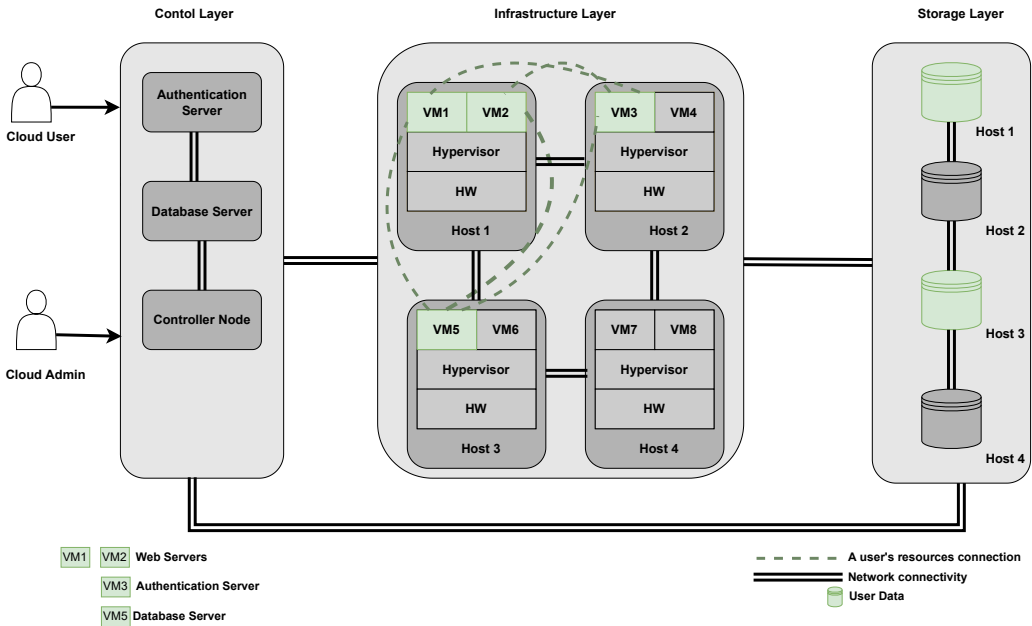 Contol Layer
Infrastructure Layer
Storage Layer
Cloud User
Cloud Admin
Authentication
Server
Database Server
Controller Node
VM1
VM2
Hypervisor
HW
Host 1
VM3
VM4
Hypervisor
HW
Host 2
VM5
VM6
Hypervisor
HW
Host 3
VM7
VM8
Hypervisor
HW
Host 4
Host 1
Host 2
Host 3
Host 4
VM1 VM2 Web Servers
VM3 Authentication Server
VM5 Database Server
A user's resources connection
Network connectivity
User Data